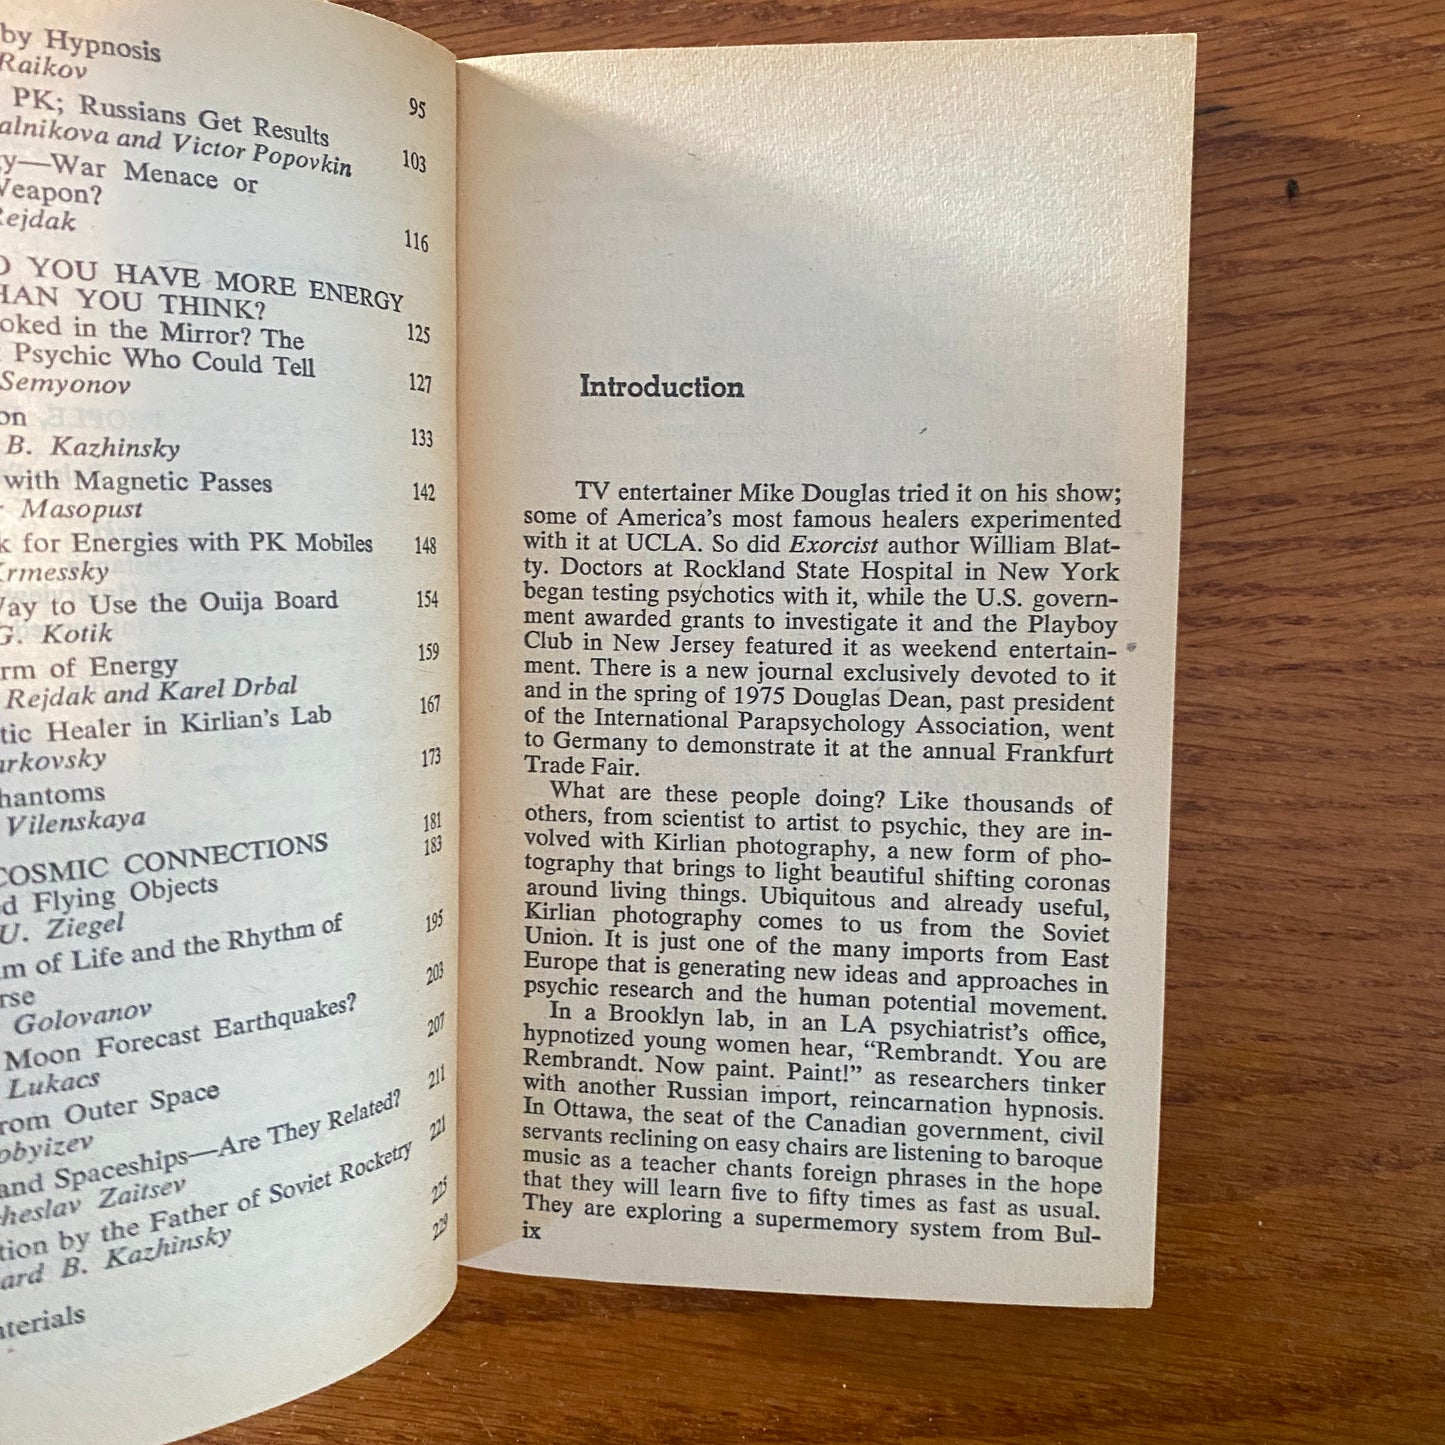 by Hypnosis
Raikov
95
PK; Russians Get Results
alnikova and Victor Popovkin
103
y—War Menace or
Weapon?
Rejdak
116
YOU HAVE MORE ENERGY
HAN YOU THINK?
125
oked in the Mirror? The
Psychic Who Could Tell
Semyonov
127
on
B. Kazhinsky
133
with Magnetic Passes
142
Masopust
k for Energies with PK Mobiles
148
Krmessky
Way to Use the Ouija Board
154
G. Kotik
159
rm of Energy
Rejdak and Karel Drbal
167
tic Healer in Kirlian's Lab
arkovsky
173
hantoms
Vilenskaya
181
COSMIC CONNECTIONS
183
d Flying Objects
U. Ziegel
195
m of Life and the Rhythm of
rse
Golovanov
203
Moon Forecast Earthquakes?
Lukacs
207
rom Outer Space
obyizev
211
and Spaceships—Are They Related?
heslav Zaitsev
221
tion by the Father of Soviet Rocketry
ard B. Kazhinsky
225
229
aterials
Introduction
TV entertainer Mike Douglas tried it on his show;
some of America's most famous healers experimented
with it at UCLA. So did Exorcist author William Blat-
ty. Doctors at Rockland State Hospital in New York
began testing psychotics with it, while the U.S. govern-
ment awarded grants to investigate it and the Playboy
Club in New Jersey featured it as weekend entertain-
ment. There is a new journal exclusively devoted to it
and in the spring of 1975 Douglas Dean, past president
of the International Parapsychology Association, went
to Germany to demonstrate it at the annual Frankfurt
Trade Fair.
What are these people doing? Like thousands of
others, from scientist to artist to psychic, they are in-
volved with Kirlian photography, a new form of pho-
tography that brings to light beautiful shifting coronas
around living things. Ubiquitous and already useful,
Kirlian photography comes to us from the Soviet
Union. It is just one of the many imports from East
Europe that is generating new ideas and approaches in
psychic research and the human potential movement.
In a Brooklyn lab, in an LA psychiatrist's office,
hypnotized young women hear, "Rembrandt. You are
Rembrandt. Now paint. Paint!" as researchers tinker
with another Russian import, reincarnation hypnosis.
In Ottawa, the seat of the Canadian government, civil
servants reclining on easy chairs are listening to baroque
music as a teacher chants foreign phrases in the hope
that they will learn five to fifty times as fast as usual.
They are exploring a supermemory system from Bul-
ix